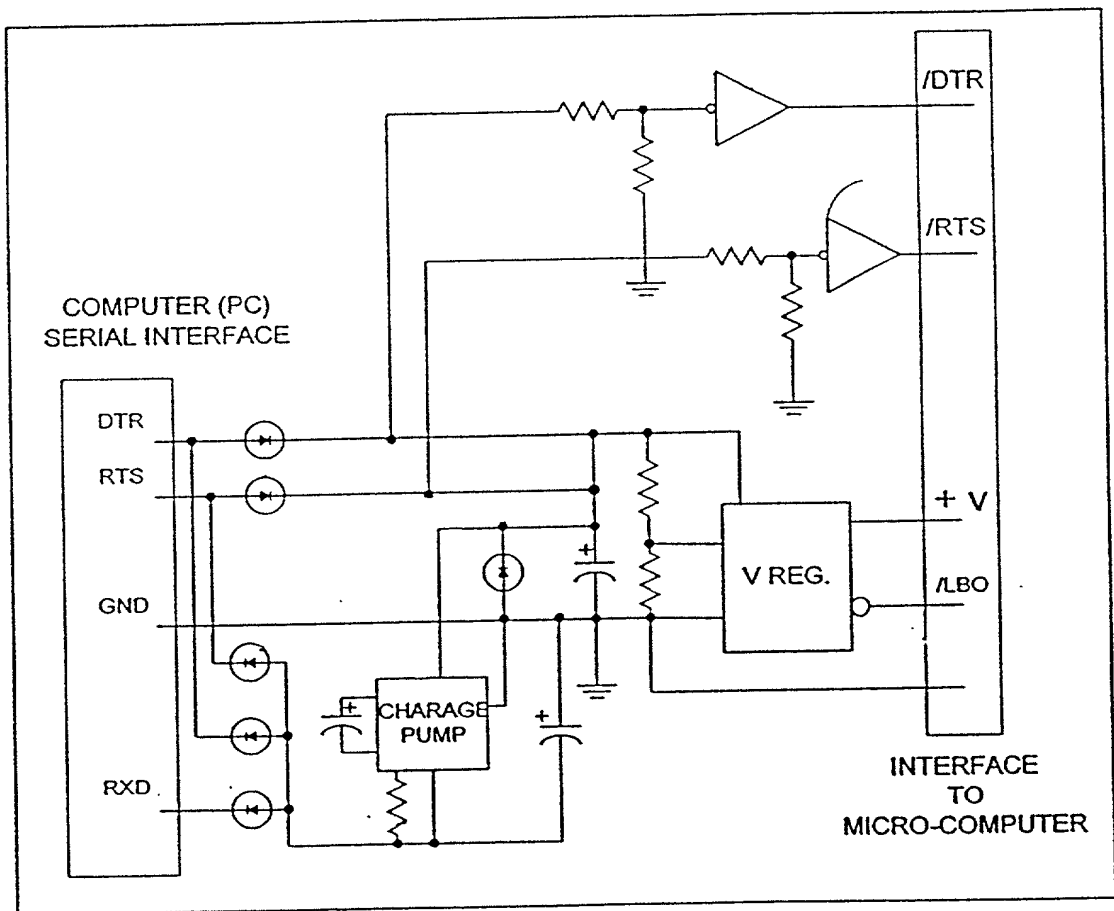 /DTR
/RTS
COMPUTER (PC)
SERIAL INTERFACE
DTR
RTS
+ V
V REG.
/LBO
GND
+
+
+
CHARAGE
PUMP
RXD
INTERFACE
TO
MICRO-COMPUTER